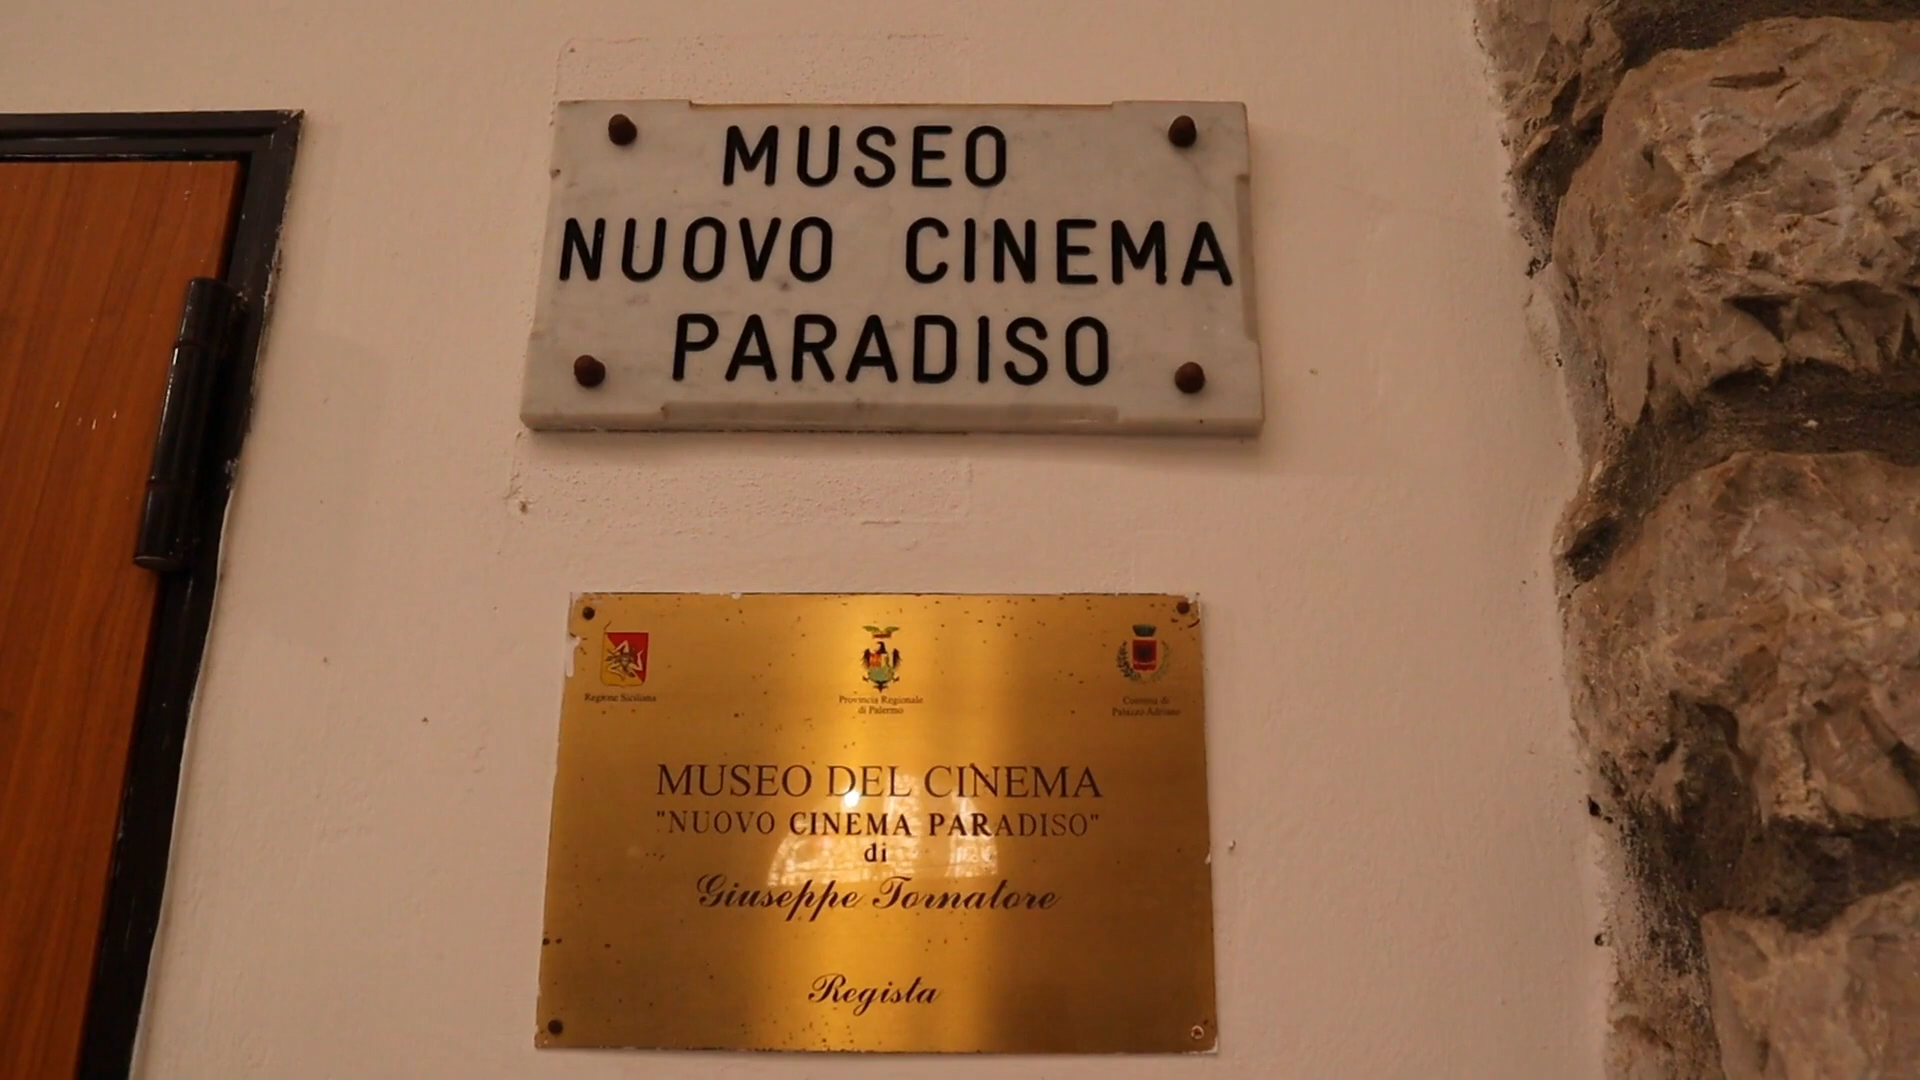 MUSEO
NUOVO CINEMA
PARADISO
Regione Siciliana
Provincia Regionale
di Palermo
Comune di
Palazzo Adriano
MUSEO DEL CINEMA
"NUOVO CINEMA PARADISO"
di
Giuseppe Tornatore
Regista